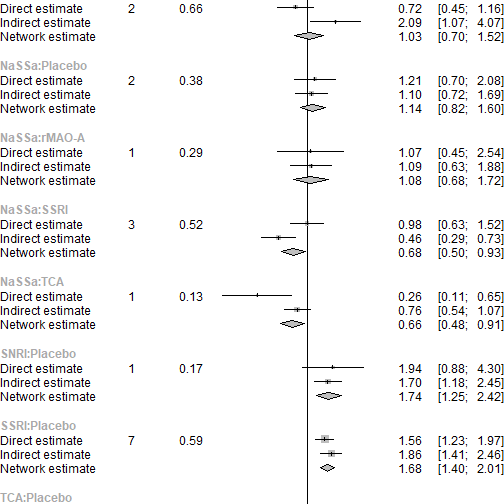 Direct estimate 2 0.66 0.72 [0.45; 1.16]
Indirect estimate 2.09 [1.07; 4.07]
Network estimate 1.03 [0.70; 1.52]
NaSSa:Placebo
Direct estimate 2 0.38 1.21 [0.70; 2.08]
Indirect estimate 1.10 [0.72; 1.69]
Network estimate 1.14 [0.82; 1.60]
NaSSa:rMAO-A
Direct estimate 1 0.29 1.07 [0.45; 2.54]
Indirect estimate 1.09 [0.63; 1.88]
Network estimate 1.08 [0.68; 1.72]
NaSSa:SSRI
Direct estimate 3 0.52 0.98 [0.63; 1.52]
Indirect estimate 0.46 [0.29; 0.73]
Network estimate 0.68 [0.50; 0.93]
NaSSa:TCA
Direct estimate 1 0.13 0.26 [0.11; 0.65]
Indirect estimate 0.76 [0.54; 1.07]
Network estimate 0.66 [0.48; 0.91]
SNRI:Placebo
Direct estimate 1 0.17 1.94 [0.88; 4.30]
Indirect estimate 1.70 [1.18; 2.45]
Network estimate 1.74 [1.25; 2.42]
SSRI:Placebo
Direct estimate 7 0.59 1.56 [1.23; 1.97]
Indirect estimate 1.86 [1.41; 2.46]
Network estimate 1.68 [1.40; 2.01]
TCA:Placebo